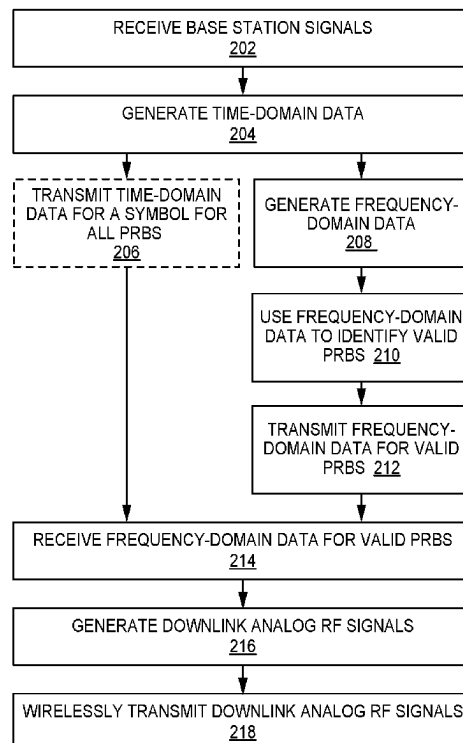 RECEIVE BASE STATION SIGNALS
202
GENERATE TIME-DOMAIN DATA
204
TRANSMIT TIME-DOMAIN
DATA FOR A SYMBOL FOR
ALL PRBS
206
GENERATE FREQUENCY-
DOMAIN DATA
208
USE FREQUENCY-DOMAIN
DATA TO IDENTIFY VALID
PRBS 210
TRANSMIT FREQUENCY-
DOMAIN DATA FOR VALID
PRBS 212
RECEIVE FREQUENCY-DOMAIN DATA FOR VALID PRBS
214
GENERATE DOWNLINK ANALOG RF SIGNALS
216
WIRELESSLY TRANSMIT DOWNLINK ANALOG RF SIGNALS
218